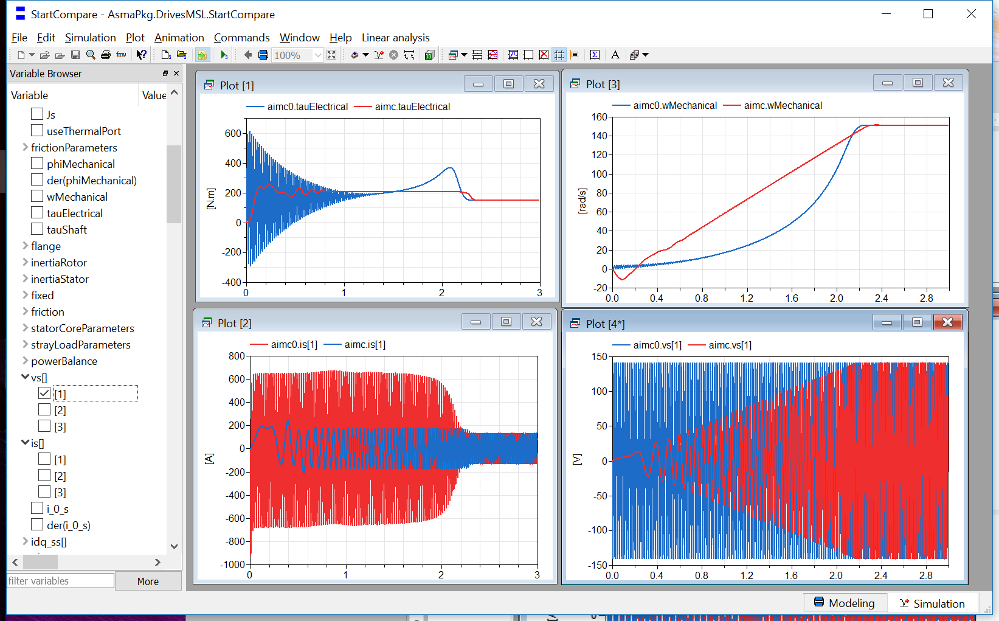 StartCompare - AsmaPkg.DrivesMSL.StartCompare
File Edit Simulation Plot Animation Commands Window Help Linear analysis
fmu 100% 3D Σ A
Variable Browser
Variable Value
Js
useThermalPort
frictionParameters
phiMechanical
der(phiMechanical)
wMechanical
tauElectrical
tauShaft
flange
inertiaRotor
inertiaStator
fixed
friction
statorCoreParameters
strayLoadParameters
powerBalance
vs[]
[1]
[2]
[3]
is[]
[1]
[2]
[3]
i_0_s
der(i_0_s)
idq_ss[]
filter variables More
Plot [1]
aimc0.tauElectrical aimc.tauElectrical
600
400
200
0
-200
-400
[N.m]
0 1 2 3
Plot [3]
aimc0.wMechanical aimc.wMechanical
160
140
120
100
80
60
40
20
0
-20
[rad/s]
0.0 0.4 0.8 1.2 1.6 2.0 2.4 2.8
Plot [2]
aimc0.is[1] aimc.is[1]
800
600
400
200
0
-200
-400
-600
-800
-1000
[A]
0 1 2 3
Plot [4*]
aimc0.vs[1] aimc.vs[1]
150
100
50
0
-50
-100
-150
[V]
0.0 0.4 0.8 1.2 1.6 2.0 2.4 2.8
Modeling Simulation